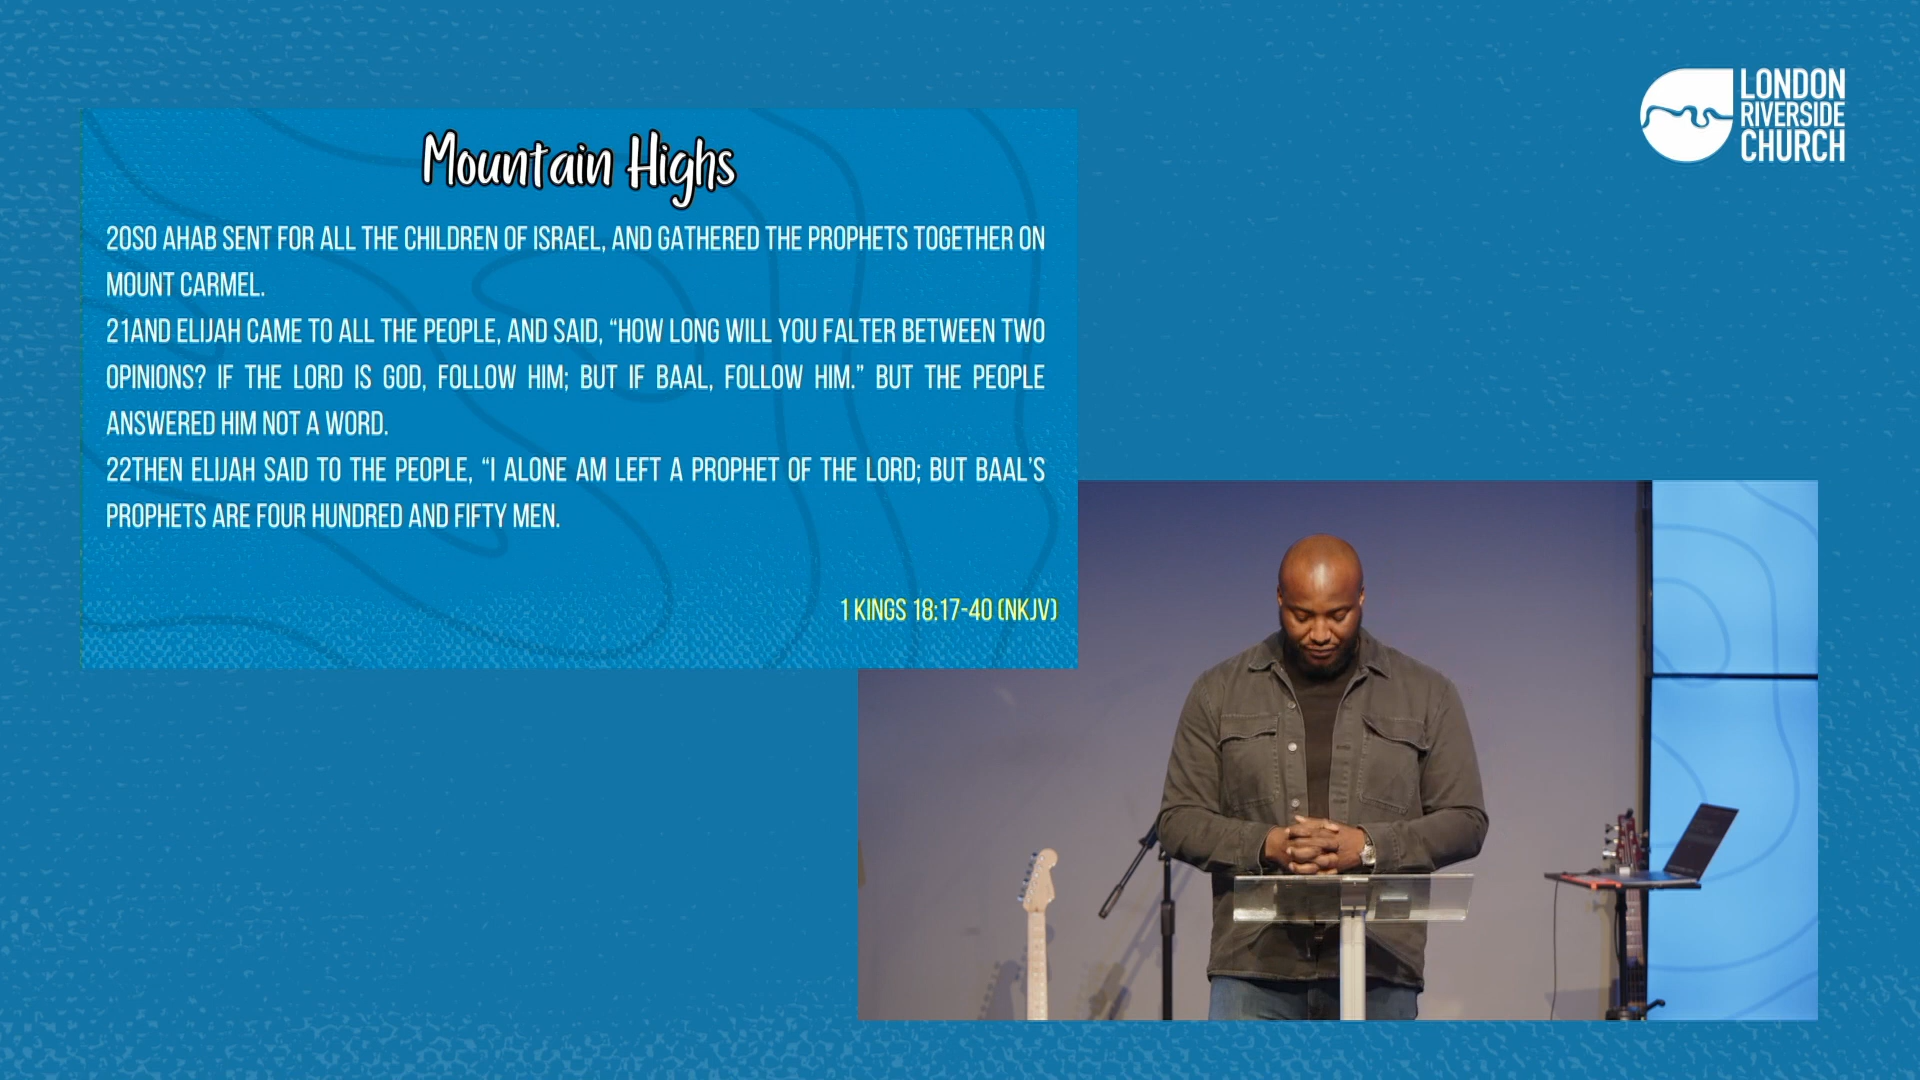 Mountain Highs
20SO AHAB SENT FOR ALL THE CHILDREN OF ISRAEL, AND GATHERED THE PROPHETS TOGETHER ON
MOUNT CARMEL.
21AND ELIJAH CAME TO ALL THE PEOPLE, AND SAID, “HOW LONG WILL YOU FALTER BETWEEN TWO
OPINIONS? IF THE LORD IS GOD, FOLLOW HIM; BUT IF BAAL, FOLLOW HIM.” BUT THE PEOPLE
ANSWERED HIM NOT A WORD.
22THEN ELIJAH SAID TO THE PEOPLE, “I ALONE AM LEFT A PROPHET OF THE LORD; BUT BAAL’S
PROPHETS ARE FOUR HUNDRED AND FIFTY MEN.
1 KINGS 18:17-40 (NKJV)
LONDON
RIVERSIDE
CHURCH